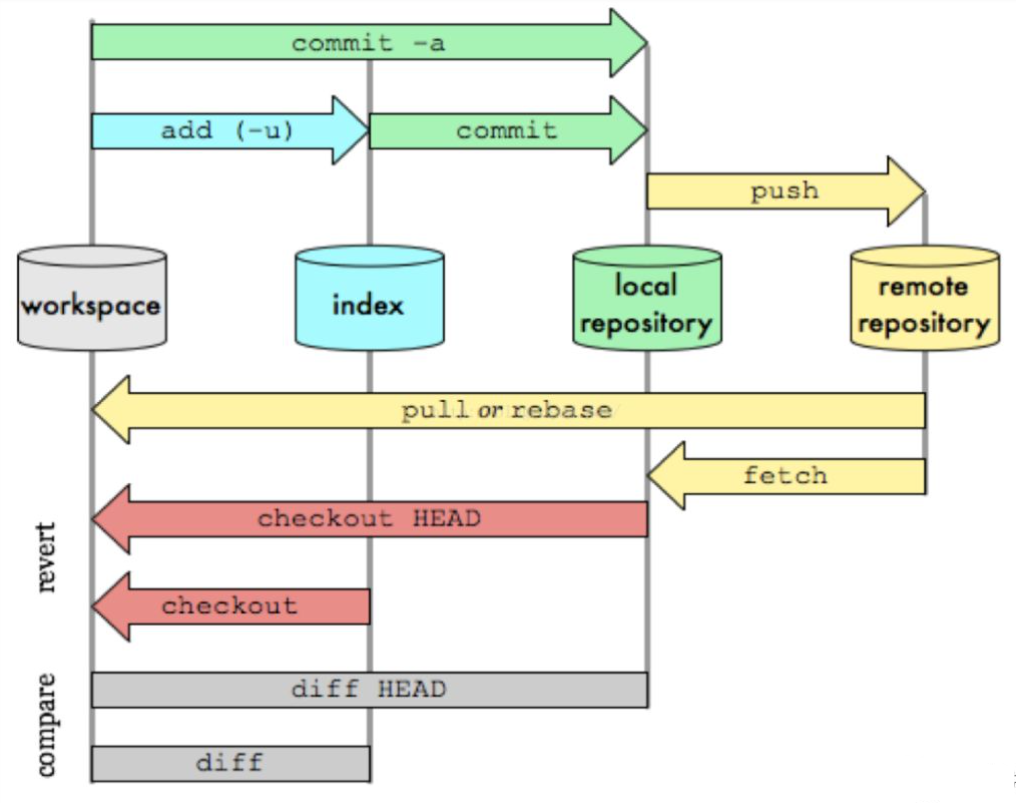 commit -a
add (-u)
commit
push
workspace
index
local
repository
remote
repository
pull or rebase
fetch
revert
checkout HEAD
checkout
compare
diff HEAD
diff